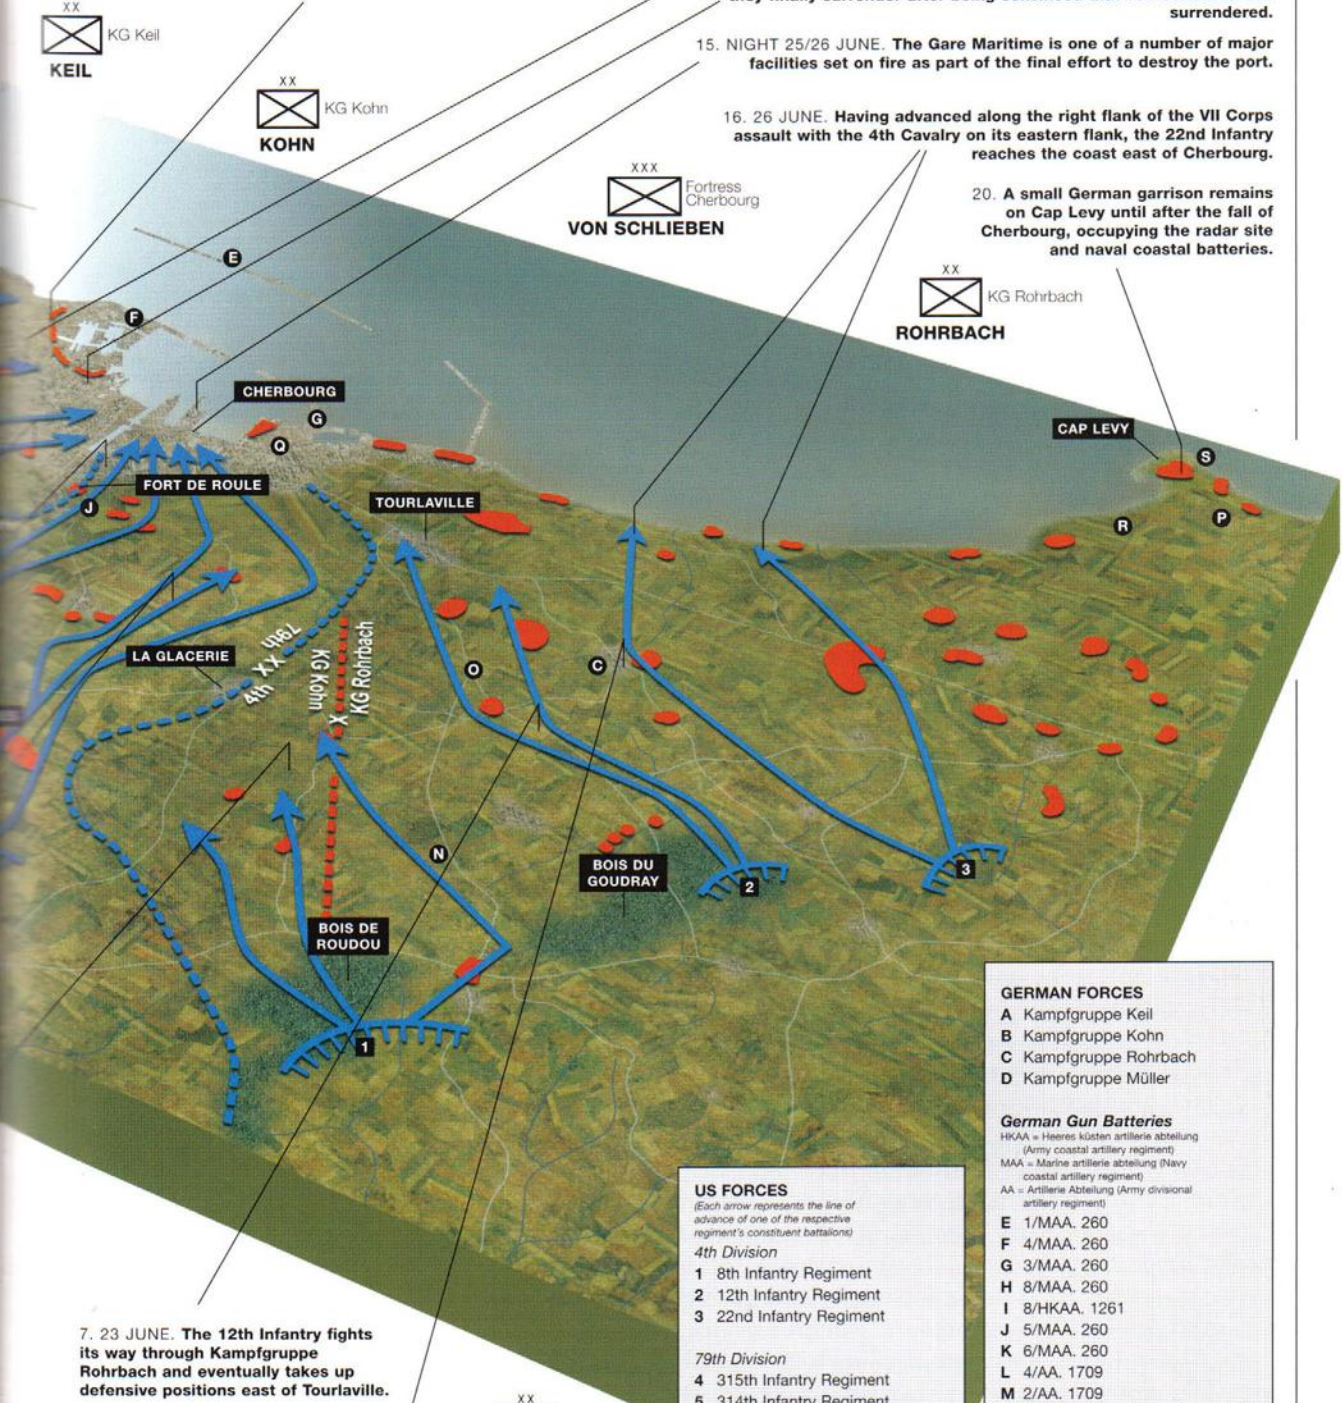 surrendered.
XX
KG Keil
KEIL
15. NIGHT 25/26 JUNE. The Gare Maritime is one of a number of major
facilities set on fire as part of the final effort to destroy the port.
XX
KG Kohn
KOHN
16. 26 JUNE. Having advanced along the right flank of the VII Corps
assault with the 4th Cavalry on its eastern flank, the 22nd Infantry
reaches the coast east of Cherbourg.
XXX
Fortress
Cherbourg
VON SCHLIEBEN
20. A small German garrison remains
on Cap Levy until after the fall of
Cherbourg, occupying the radar site
and naval coastal batteries.
XX
KG Rohrbach
ROHRBACH
E
F
CHERBOURG
G
Q
CAP LEVY
S
FORT DE ROULE
J
TOURLAVILLE
R
P
79th
XX
4th
LA GLACERIE
KG Kohn
X
KG Rohrbach
O
C
N
BOIS DU
GOUDRAY
2
3
BOIS DE
ROUDOU
1
7. 23 JUNE. The 12th Infantry fights
its way through Kampfgruppe
Rohrbach and eventually takes up
defensive positions east of Tourlaville.
XX
US FORCES
(Each arrow represents the line of
advance of one of the respective
regiment's constituent battalions)
4th Division
1 8th Infantry Regiment
2 12th Infantry Regiment
3 22nd Infantry Regiment
79th Division
4 315th Infantry Regiment
5 314th Infantry Regiment
GERMAN FORCES
A Kampfgruppe Keil
B Kampfgruppe Kohn
C Kampfgruppe Rohrbach
D Kampfgruppe Müller
German Gun Batteries
HKAA = Heeres küsten artillerie abteilung
(Army coastal artillery regiment)
MAA = Marine artillerie abteilung (Navy
coastal artillery regiment)
AA = Artillerie Abteilung (Army divisional
artillery regiment)
E 1/MAA. 260
F 4/MAA. 260
G 3/MAA. 260
H 8/MAA. 260
I 8/HKAA. 1261
J 5/MAA. 260
K 6/MAA. 260
L 4/AA. 1709
M 2/AA. 1709